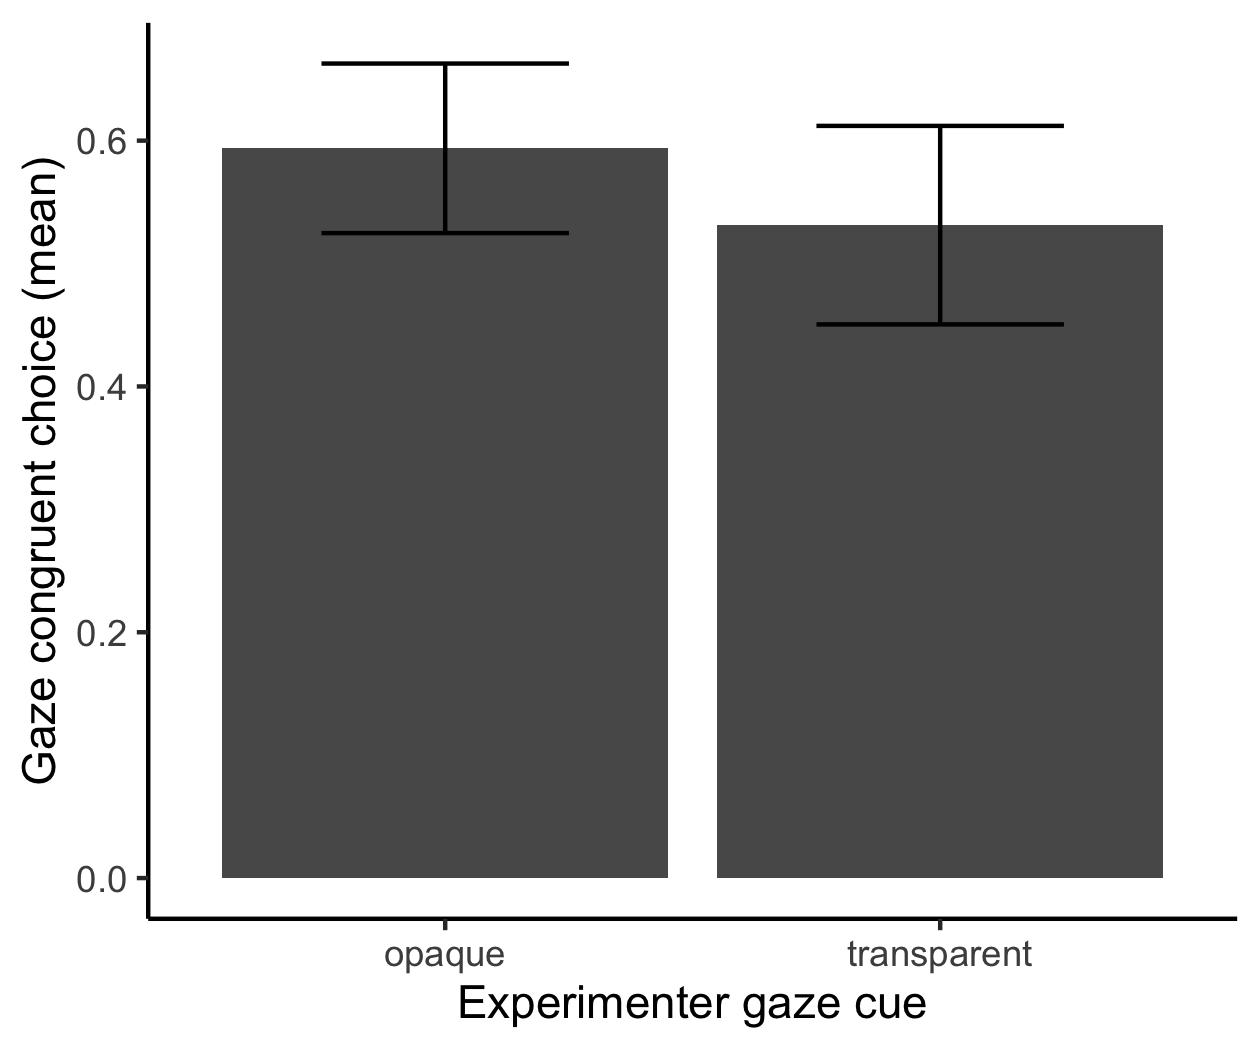 Gaze congruent choice (mean)
0.6
0.4
0.2
0.0
opaque
transparent
Experimenter gaze cue